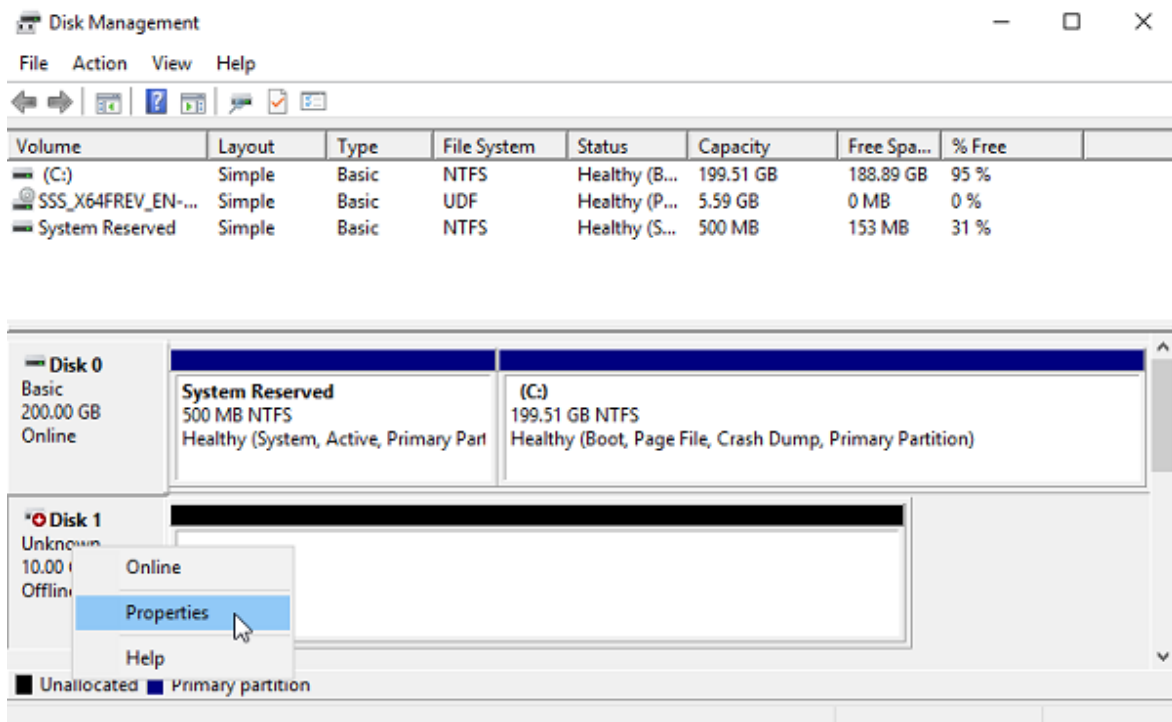 Disk Management
File Action View Help
Volume Layout Type File System Status Capacity Free Spa... % Free
(C:) Simple Basic NTFS Healthy (B... 199.51 GB 188.89 GB 95 %
SSS_X64FREV_EN-... Simple Basic UDF Healthy (P... 5.59 GB 0 MB 0 %
System Reserved Simple Basic NTFS Healthy (S... 500 MB 153 MB 31 %
Disk 0
Basic
200.00 GB
Online
System Reserved
500 MB NTFS
Healthy (System, Active, Primary Part
(C:)
199.51 GB NTFS
Healthy (Boot, Page File, Crash Dump, Primary Partition)
Disk 1
Unknown
10.00
Offline
Online
Properties
Help
Unallocated Primary partition